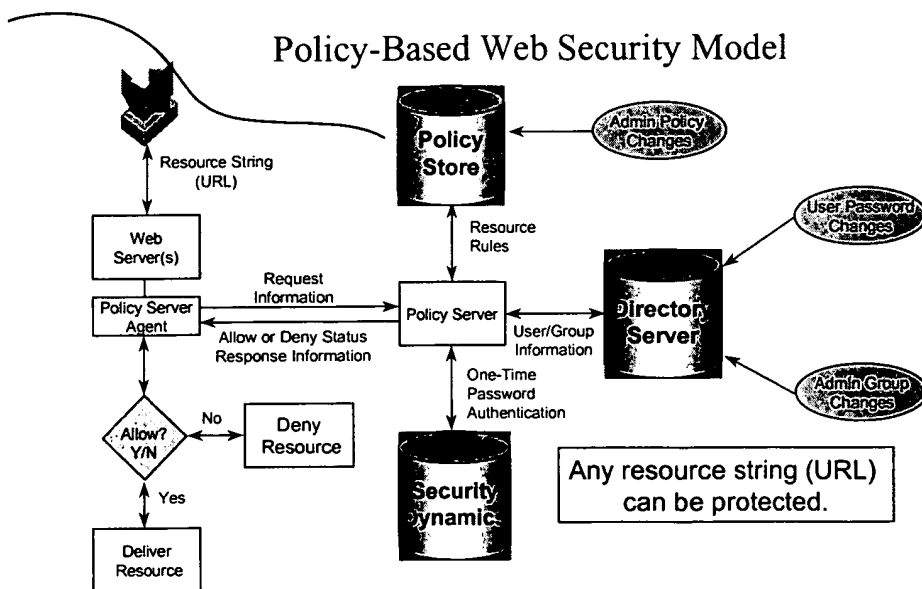 Policy-Based Web Security Model
Resource String
(URL)
Policy
Store
Admin Policy
Changes
Web
Server(s)
Resource
Rules
User Password
Changes
Request
Information
Policy Server
Agent
Policy Server
Directory
Server
Allow or Deny Status
Response Information
User/Group
Information
One-Time
Password
Authentication
Admin Group
Changes
Allow?
Y/N
No
Deny
Resource
Yes
Security
Dynamic
Any resource string (URL)
can be protected.
Deliver
Resource